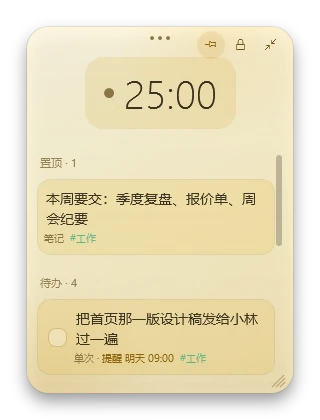 25:00
置顶 · 1
本周要交：季度复盘、报价单、周
会纪要
笔记 #工作
待办 · 4
把首页那一版设计稿发给小林
过一遍
单次 · 提醒 明天 09:00 #工作